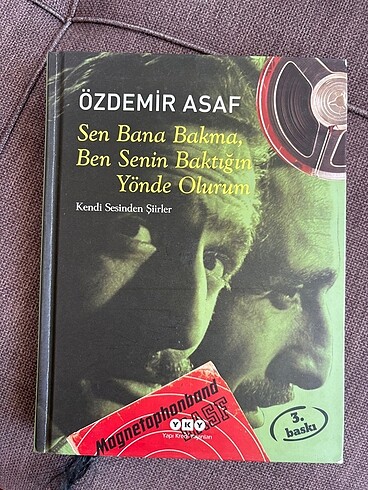 ÖZDEMİR ASAF
Sen Bana Bakma,
Ben Senin Baktığın
Yönde Olurum
Kendi Sesinden Şiirler
Magnetophonband
BASF
YKY
Yapı Kredi Yayınları
3.
baskı